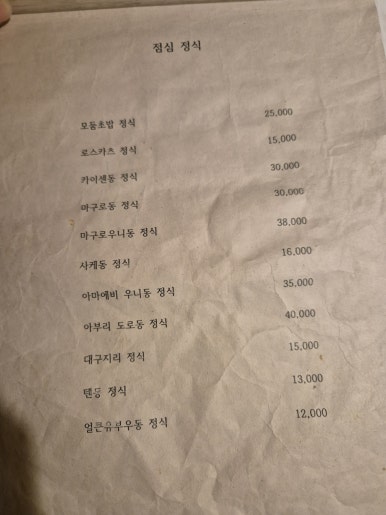 점심 정식
모둠초밥 정식 25,000
로스카츠 정식 15,000
카이센동 정식 30,000
마구로동 정식 30,000
마구로우니동 정식 38,000
사케동 정식 16,000
아마에비 우니동 정식 35,000
아부리 도로동 정식 40,000
대구지리 정식 15,000
텐동 정식 13,000
얼큰유부우동 정식 12,000